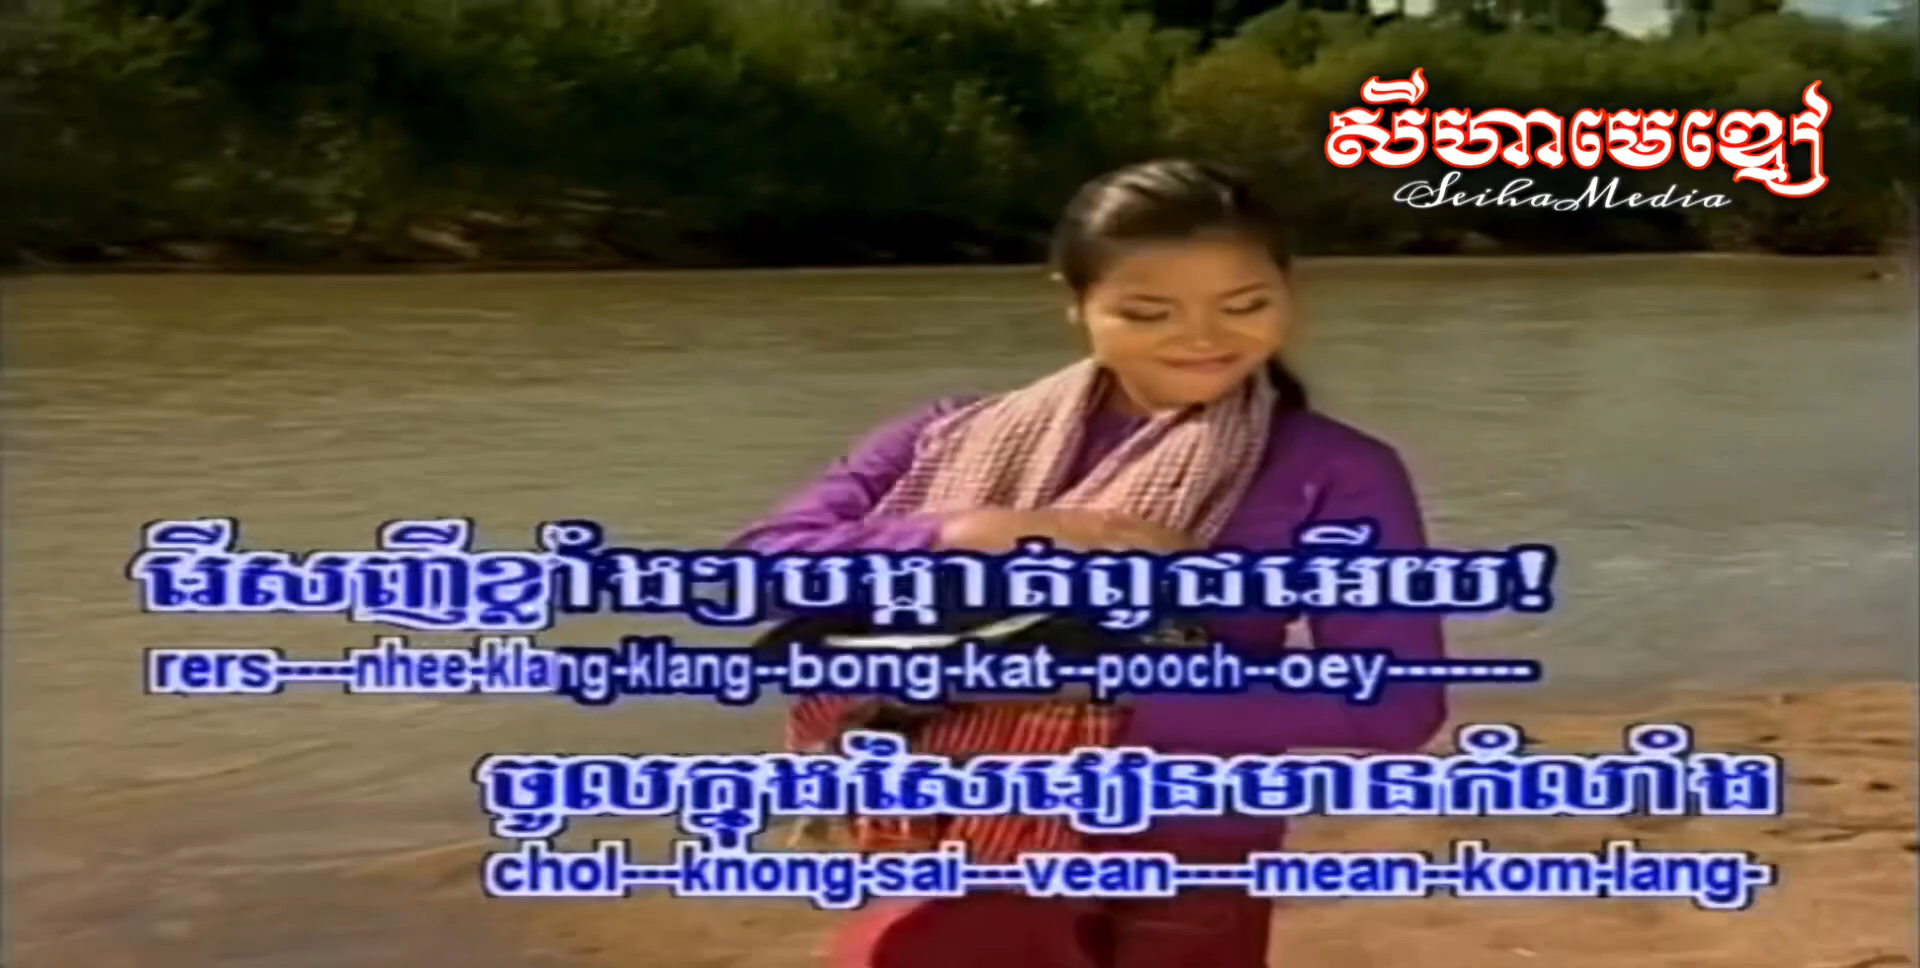 សីហាមេឌៀ
SeihaMedia
រើសញីខ្លាំងៗបង្កាត់ពូជអើយ!
rers----nhee-klang-klang--bong-kat--pooch--oey-------
ចូលក្នុងសៃវៀនមានកំលាំង
chol---knong-sai---vean----mean--kom-lang-